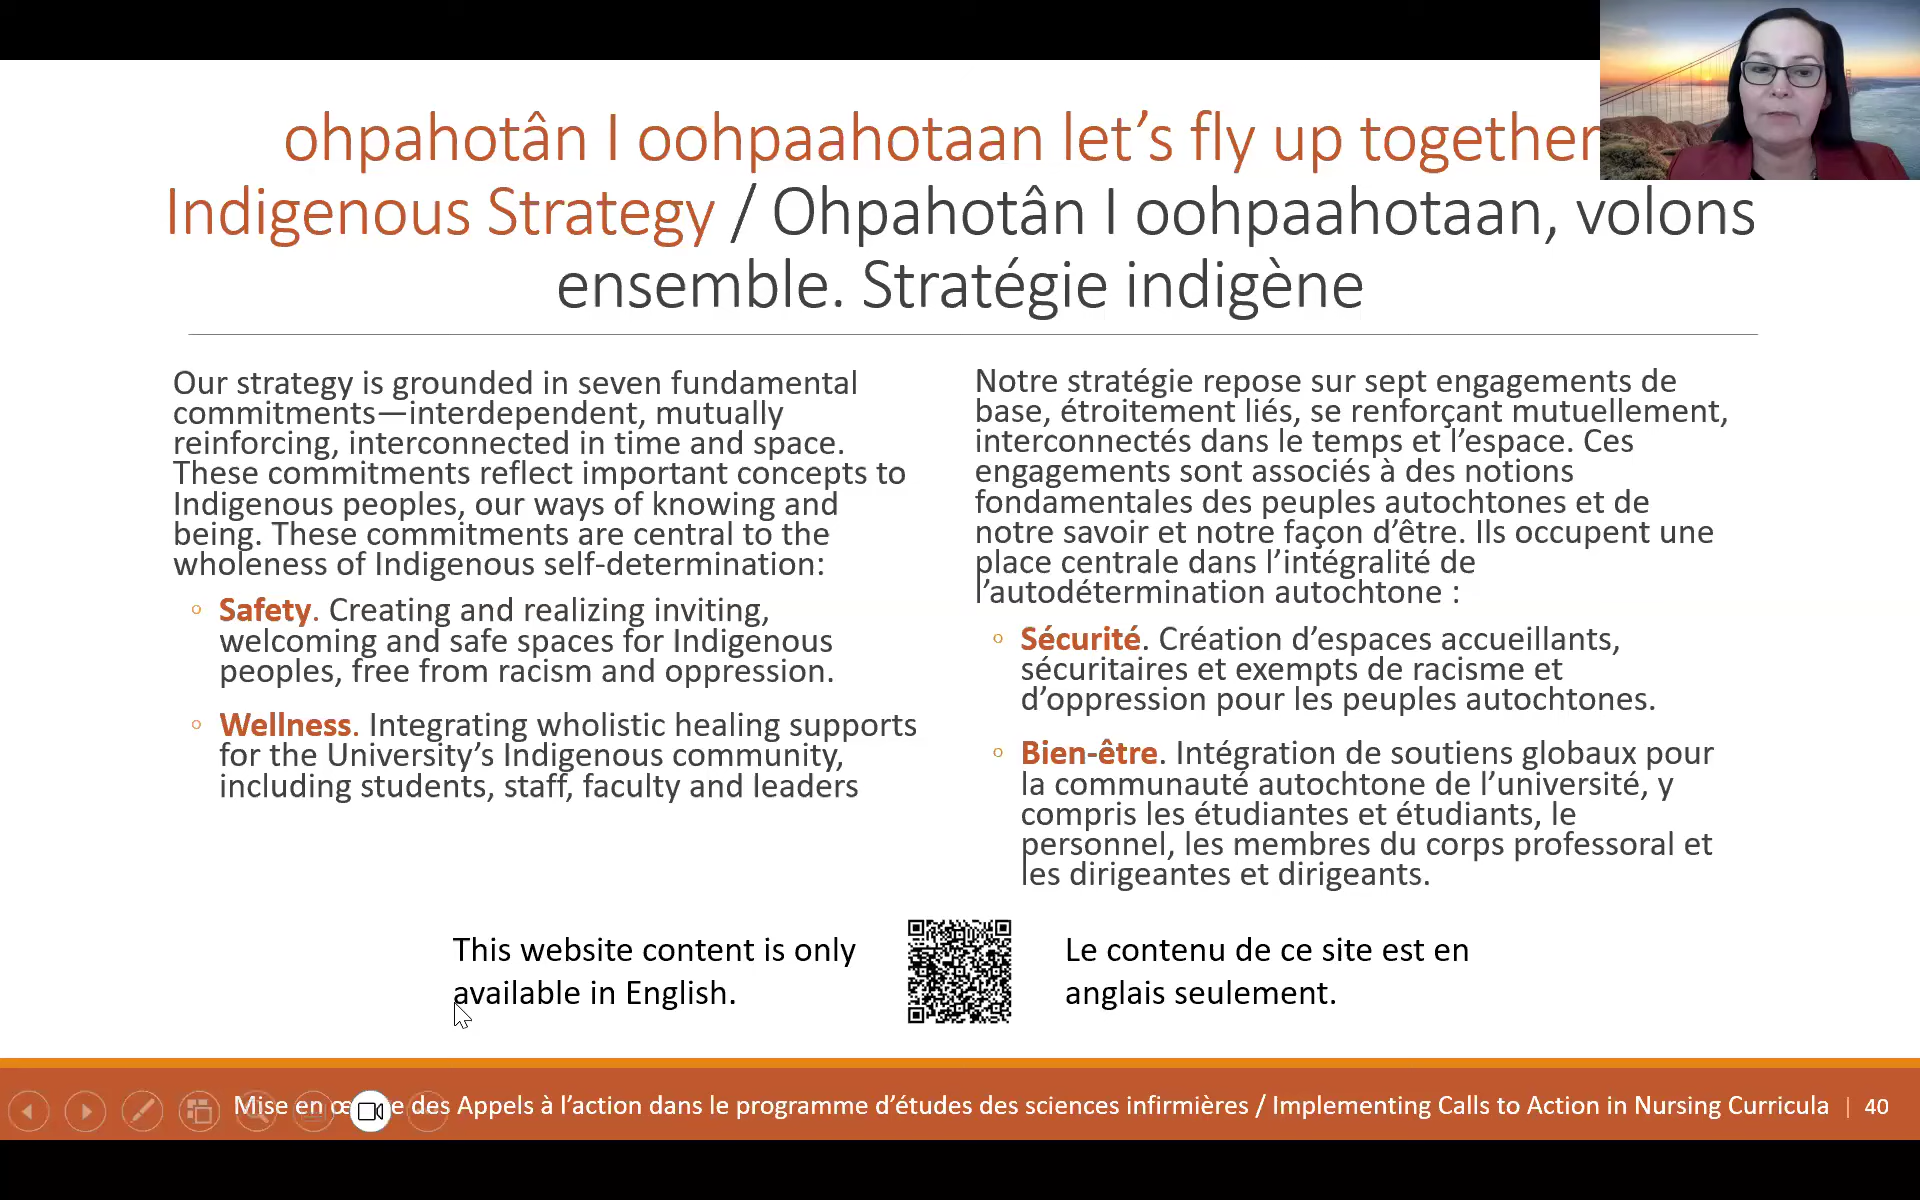 ohpahotân I oohpaahotaan let’s fly up together
Indigenous Strategy / Ohpahotân I oohpaahotaan, volons
ensemble. Stratégie indigène
Our strategy is grounded in seven fundamental
commitments—interdependent, mutually
reinforcing, interconnected in time and space.
These commitments reflect important concepts to
Indigenous peoples, our ways of knowing and
being. These commitments are central to the
wholeness of Indigenous self-determination:
◦ Safety. Creating and realizing inviting,
welcoming and safe spaces for Indigenous
peoples, free from racism and oppression.
◦ Wellness. Integrating wholistic healing supports
for the University’s Indigenous community,
including students, staff, faculty and leaders
Notre stratégie repose sur sept engagements de
base, étroitement liés, se renforçant mutuellement,
interconnectés dans le temps et l’espace. Ces
engagements sont associés à des notions
fondamentales des peuples autochtones et de
notre savoir et notre façon d’être. Ils occupent une
place centrale dans l’intégralité de
l’autodétermination autochtone :
◦ Sécurité. Création d’espaces accueillants,
sécuritaires et exempts de racisme et
d’oppression pour les peuples autochtones.
◦ Bien-être. Intégration de soutiens globaux pour
la communauté autochtone de l’université, y
compris les étudiantes et étudiants, le
personnel, les membres du corps professoral et
les dirigeantes et dirigeants.
This website content is only
available in English.
Le contenu de ce site est en
anglais seulement.
Mise en des Appels à l’action dans le programme d’études des sciences infirmières / Implementing Calls to Action in Nursing Curricula | 40